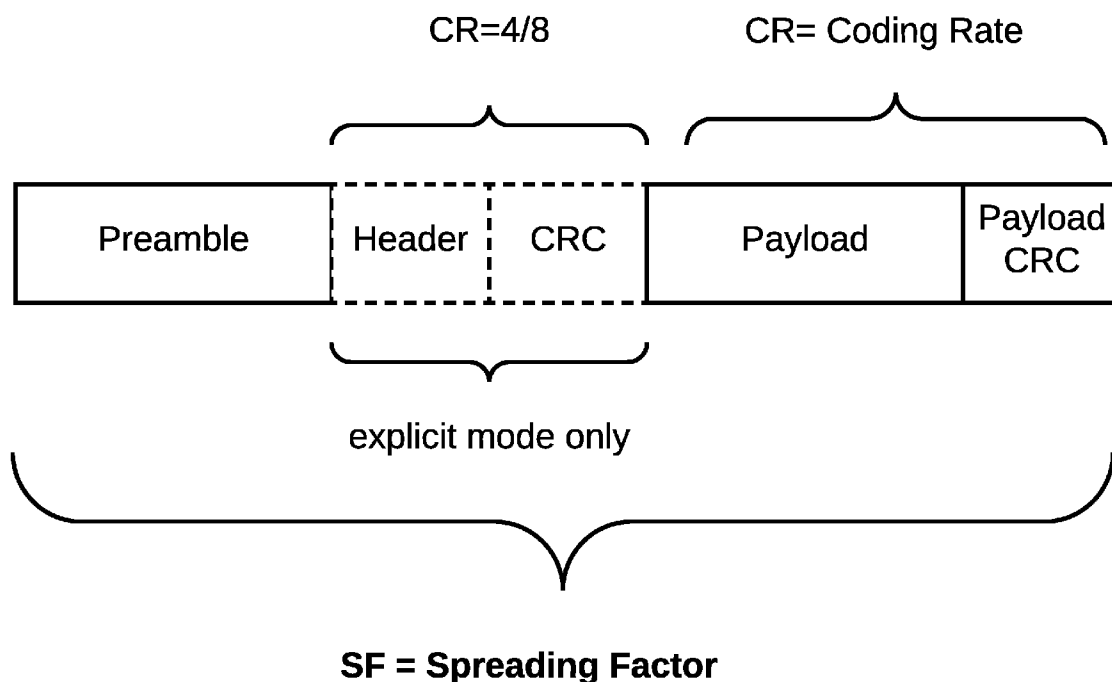 CR=4/8
CR= Coding Rate
Preamble
Header
CRC
Payload
Payload
CRC
explicit mode only
SF = Spreading Factor